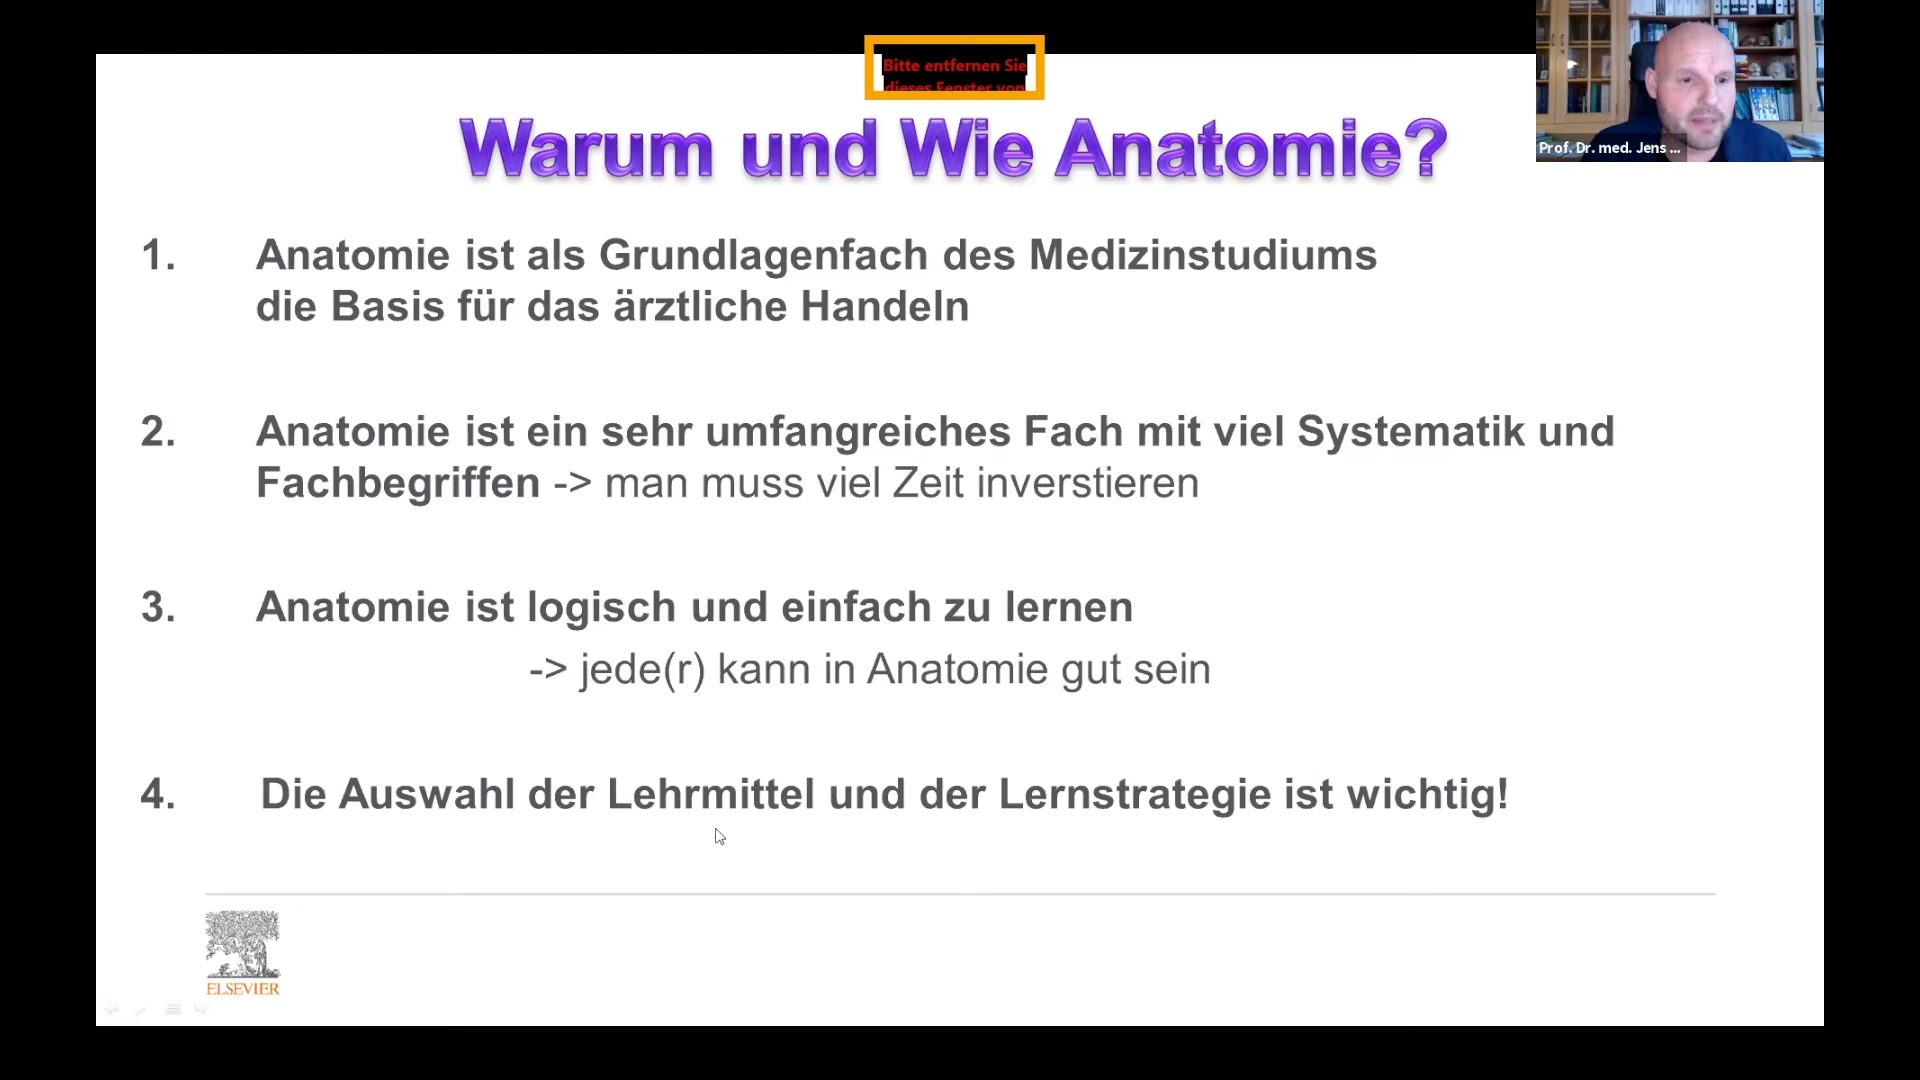 Bitte entfernen Sie
dieses Fenster von
Prof. Dr. med. Jens ...
Warum und Wie Anatomie?
1. Anatomie ist als Grundlagenfach des Medizinstudiums
die Basis für das ärztliche Handeln
2. Anatomie ist ein sehr umfangreiches Fach mit viel Systematik und
Fachbegriffen -> man muss viel Zeit inverstieren
3. Anatomie ist logisch und einfach zu lernen
-> jede(r) kann in Anatomie gut sein
4. Die Auswahl der Lehrmittel und der Lernstrategie ist wichtig!
ELSEVIER